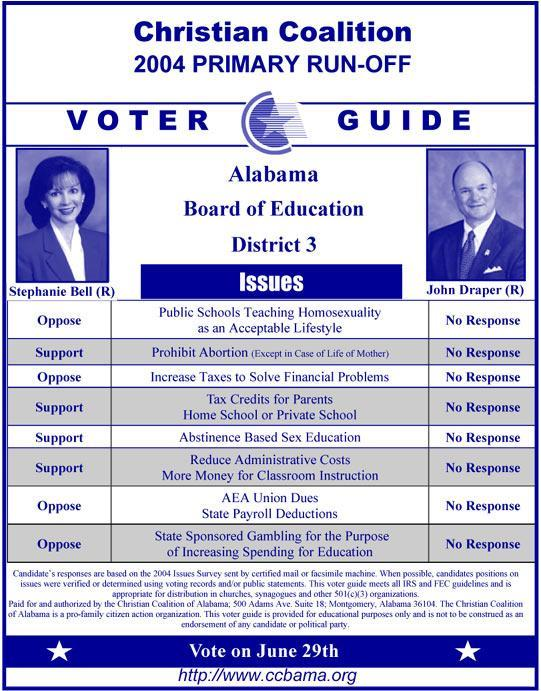 Christian Coalition
2004 PRIMARY RUN-OFF
VOTER GUIDE
Alabama
Board of Education
District 3
Stephanie Bell (R)
Issues
John Draper (R)
Oppose
Public Schools Teaching Homosexuality
as an Acceptable Lifestyle
No Response
Support
Prohibit Abortion (Except in Case of Life of Mother)
No Response
Oppose
Increase Taxes to Solve Financial Problems
No Response
Support
Tax Credits for Parents
Home School or Private School
No Response
Support
Abstinence Based Sex Education
No Response
Support
Reduce Administrative Costs
More Money for Classroom Instruction
No Response
Oppose
AEA Union Dues
State Payroll Deductions
No Response
Oppose
State Sponsored Gambling for the Purpose
of Increasing Spending for Education
No Response
Candidate's responses are based on the 2004 Issues Survey sent by certified mail or facsimile machine. When possible, candidates positions on
issues were verified or determined using voting records and/or public statements. This voter guide meets all IRS and FEC guidelines and is
appropriate for distribution in churches, synagogues and other 501(c)(3) organizations.
Paid for and authorized by the Christian Coalition of Alabama; 500 Adams Ave. Suite 18; Montgomery, Alabama 36104. The Christian Coalition
of Alabama is a pro-family citizen action organization. This voter guide is provided for educational purposes only and is not to be construed as an
endorsement of any candidate or political party.
Vote on June 29th
http://www.ccbama.org